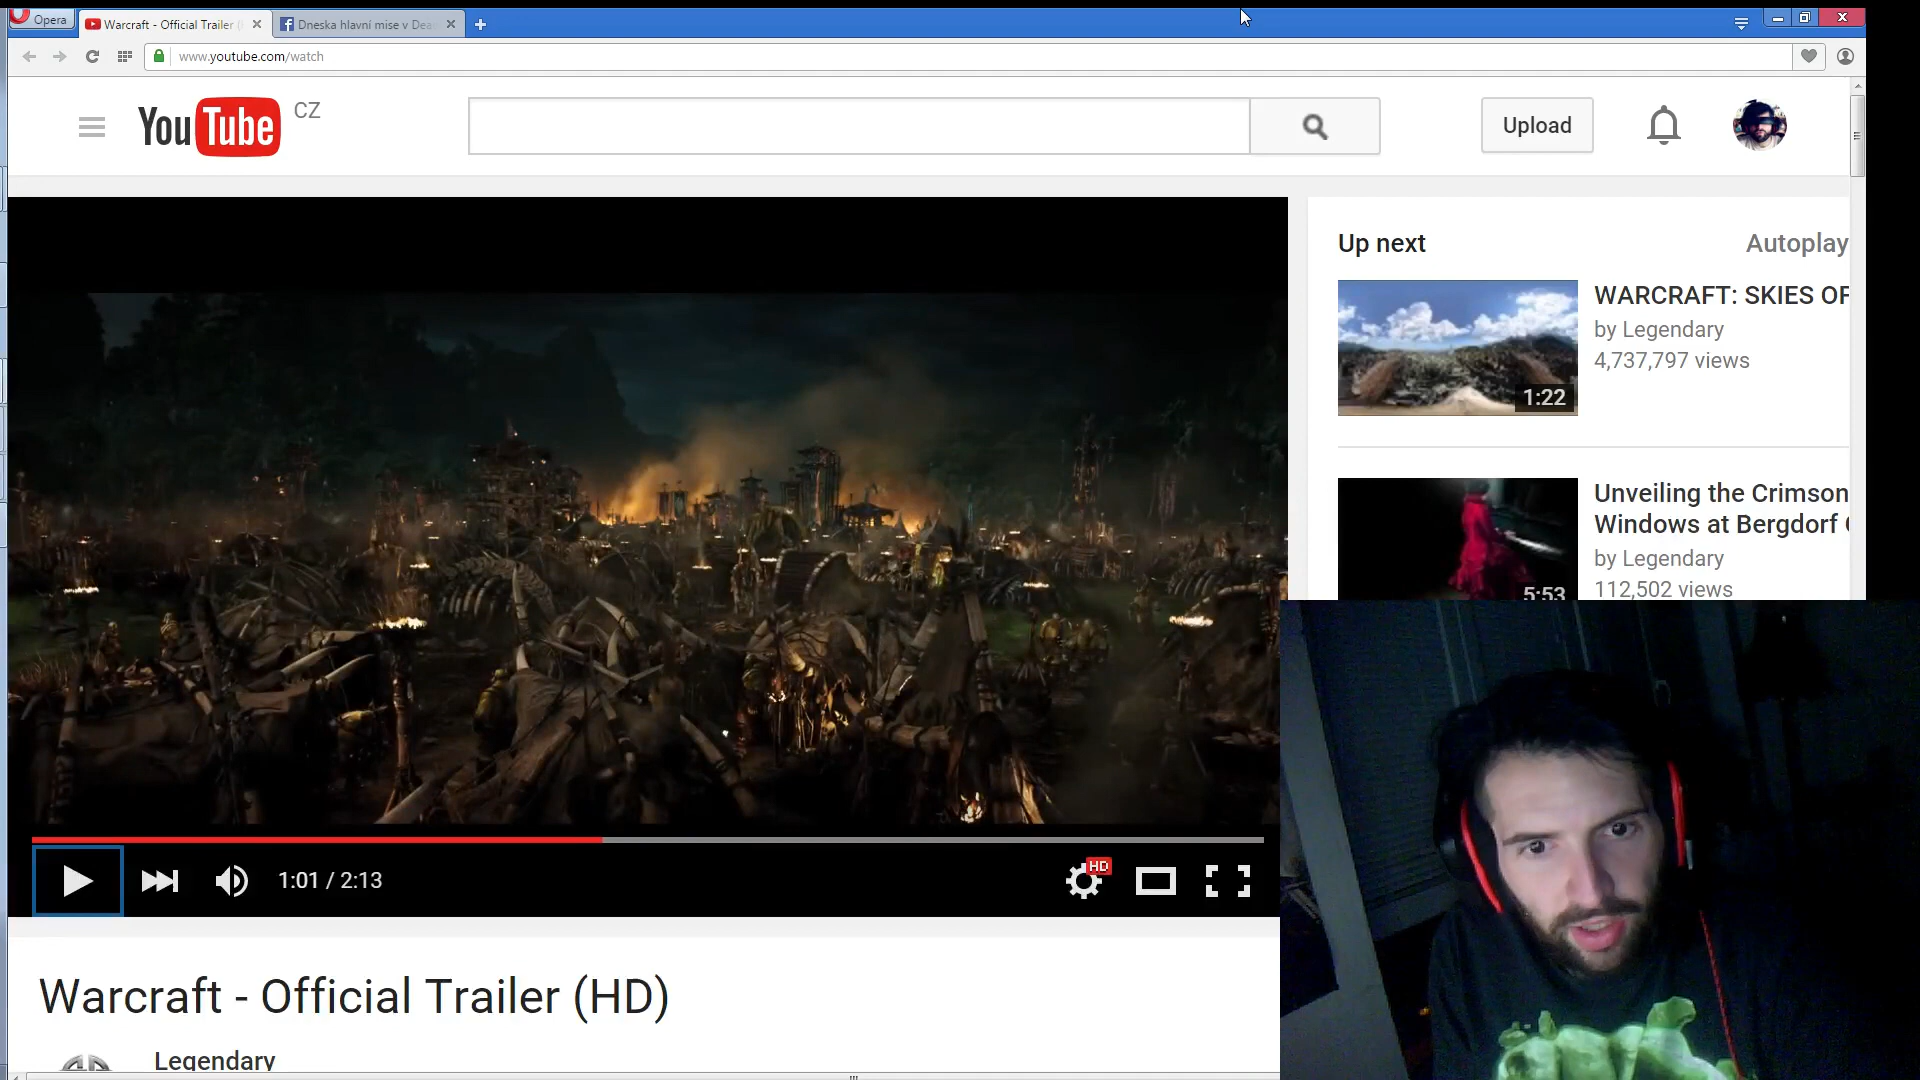 Opera
Warcraft - Official Trailer (
Dneska hlavní mise v Dea
www.youtube.com/watch
YouTube CZ
Upload
Up next
Autoplay
WARCRAFT: SKIES OF
by Legendary
4,737,797 views
1:22
Unveiling the Crimson
Windows at Bergdorf
by Legendary
112,502 views
5:53
1:01 / 2:13
HD
Warcraft - Official Trailer (HD)
Legendary